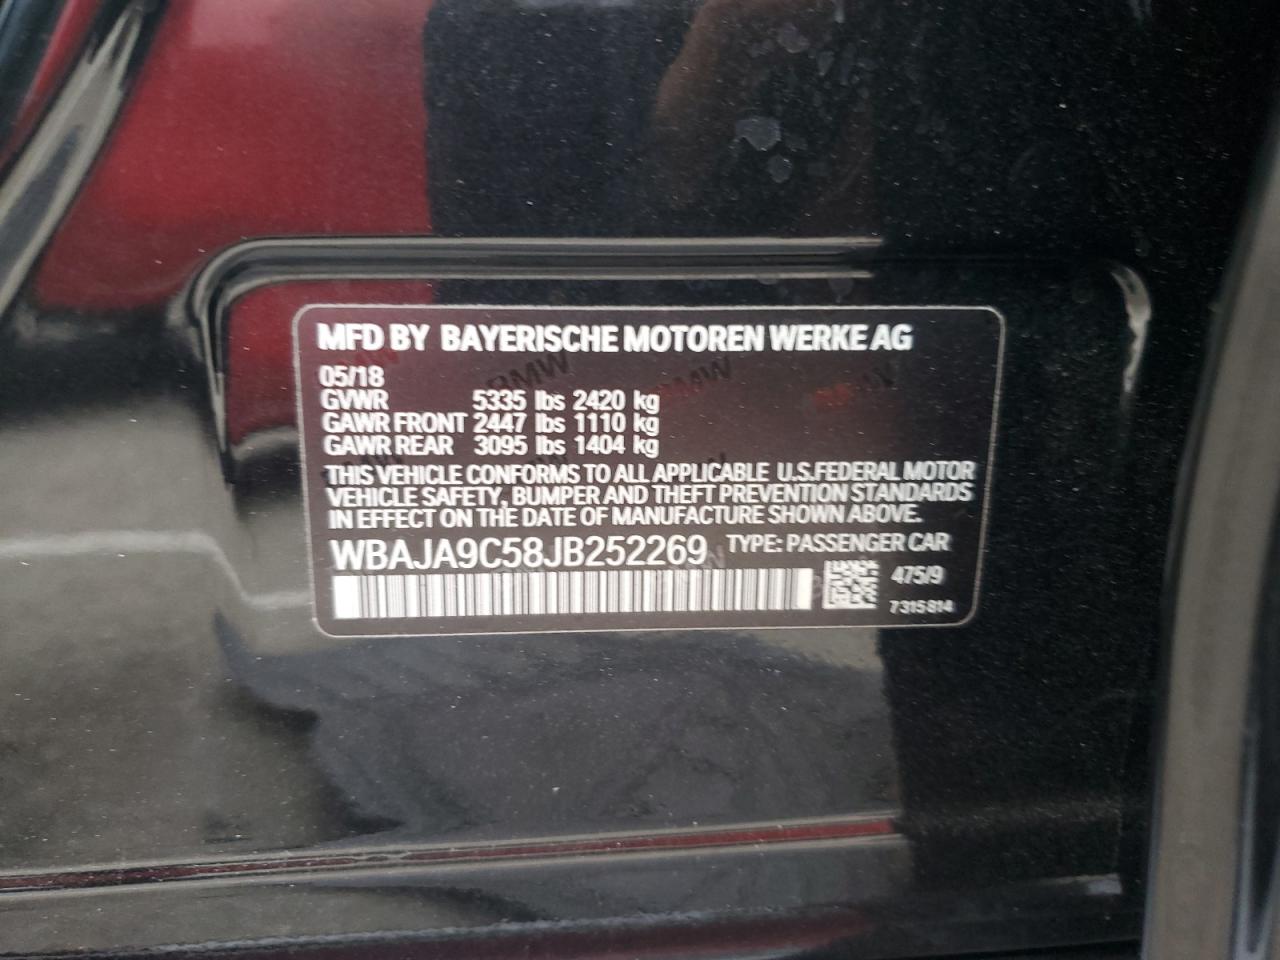 MFD BY BAYERISCHE MOTOREN WERKE AG
05/18
GVWR 5335 lbs 2420 kg
GAWR FRONT 2447 lbs 1110 kg
GAWR REAR 3095 lbs 1404 kg
THIS VEHICLE CONFORMS TO ALL APPLICABLE U.S.FEDERAL MOTOR
VEHICLE SAFETY, BUMPER AND THEFT PREVENTION STANDARDS
IN EFFECT ON THE DATE OF MANUFACTURE SHOWN ABOVE.
WBAJA9C58JB252269 TYPE: PASSENGER CAR
475/9
7315814